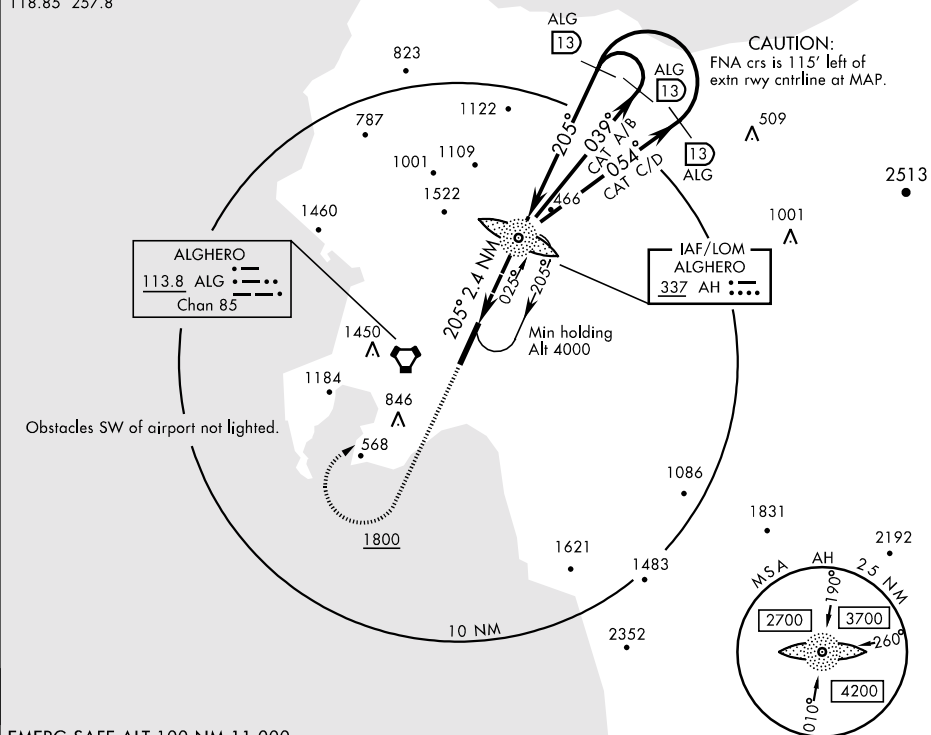 118.85 257.8
ALG
13
CAUTION:
FNA crs is 115' left of
extn rwy cntrline at MAP.
823
ALG
13
1122
787
509
205°
039°
CAT A/B
054°
CAT C/D
13
ALG
1109
1001
2513
1522
466
1460
1001
ALGHERO
113.8 ALG
Chan 85
IAF/LOM
ALGHERO
337 AH
205° 2.4 NM
025°
205°
Min holding
Alt 4000
1450
1184
846
Obstacles SW of airport not lighted.
568
1086
1831
1800
1621
1483
2192
MSA AH 25 NM
190°
2700
3700
260°
10 NM
2352
4200
010°
EMERG SAFE ALT 100 NM 11,000